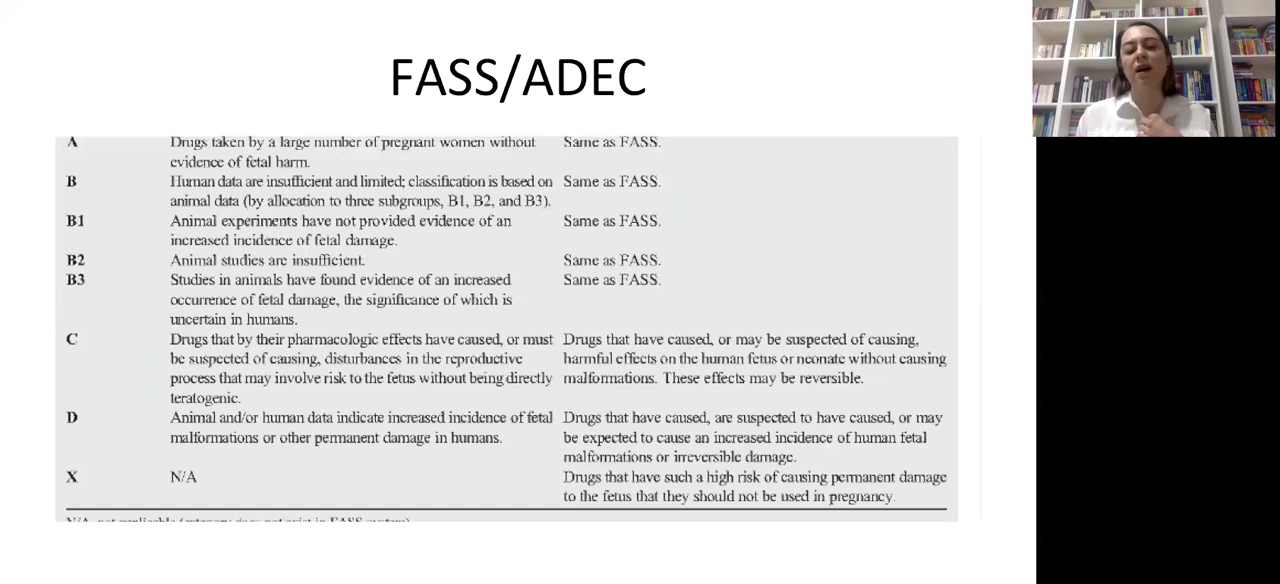 FASS/ADEC
A Drugs taken by a large number of pregnant women without Same as FASS.
evidence of fetal harm.
B Human data are insufficient and limited; classification is based on Same as FASS.
animal data (by allocation to three subgroups, B1, B2, and B3).
B1 Animal experiments have not provided evidence of an Same as FASS.
increased incidence of fetal damage.
B2 Animal studies are insufficient. Same as FASS.
B3 Studies in animals have found evidence of an increased Same as FASS.
occurrence of fetal damage, the significance of which is
uncertain in humans.
C Drugs that by their pharmacologic effects have caused, or must Drugs that have caused, or may be suspected of causing,
be suspected of causing, disturbances in the reproductive harmful effects on the human fetus or neonate without causing
process that may involve risk to the fetus without being directly malformations. These effects may be reversible.
teratogenic.
D Animal and/or human data indicate increased incidence of fetal Drugs that have caused, are suspected to have caused, or may
malformations or other permanent damage in humans. be expected to cause an increased incidence of human fetal
malformations or irreversible damage.
X N/A Drugs that have such a high risk of causing permanent damage
to the fetus that they should not be used in pregnancy.
N/A, not applicable (category does not exist in FASS system)